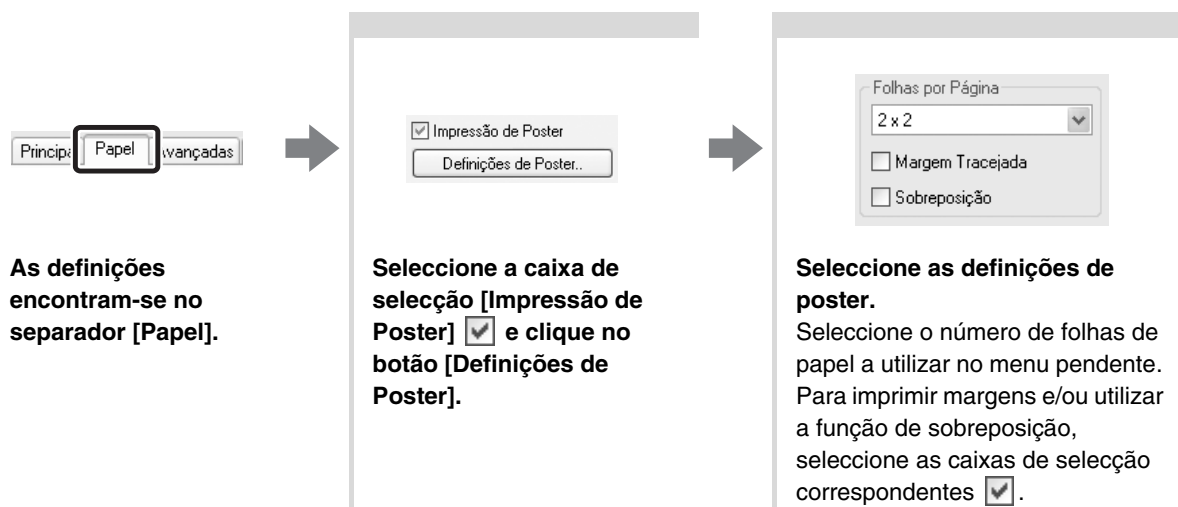 Principa
Papel
Avançadas
As definições
encontram-se no
separador [Papel].
Impressão de Poster
Definições de Poster..
Seleccione a caixa de
selecção [Impressão de
Poster] e clique no
botão [Definições de
Poster].
Folhas por Página
2 x 2
Margem Tracejada
Sobreposição
Seleccione as definições de
poster.
Seleccione o número de folhas de
papel a utilizar no menu pendente.
Para imprimir margens e/ou utilizar
a função de sobreposição,
seleccione as caixas de selecção
correspondentes .